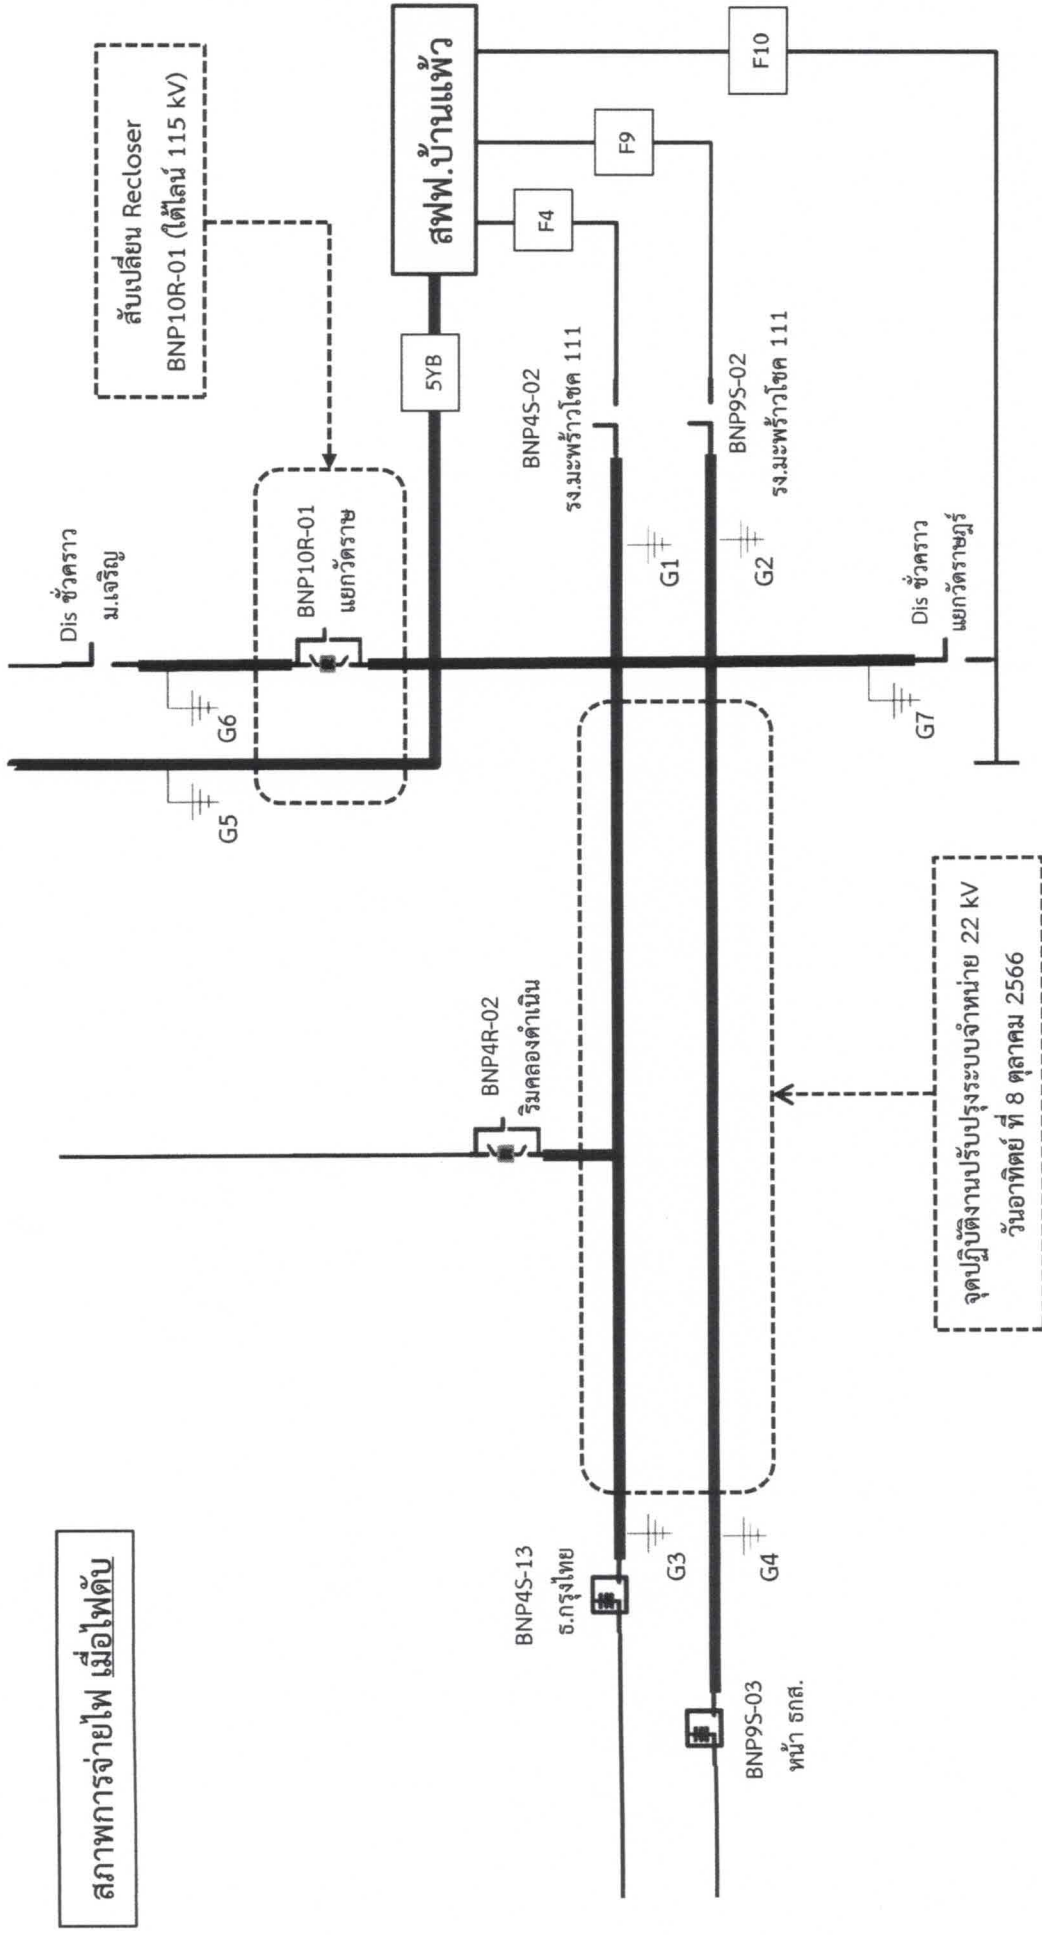 สภาพการจ่ายไฟ เมื่อไฟดับ
สับเปลี่ยน Recloser
BNP10R-01 (ใต้ไลน์ 115 kV)
Dis ชั่วคราว
ม.เจริญ
G6
G5
BNP10R-01
แยกวัดราษ
5YB
สฟฟ.บ้านแพ้ว
F4
F9
F10
BNP4R-02
ริมคลองดำเนิน
BNP4S-02
รง.มะพร้าวโชค 111
BNP9S-02
รง.มะพร้าวโชค 111
G1
G2
BNP4S-13
ธ.กรุงไทย
G3
G4
BNP9S-03
หน้า ธกส.
G7
Dis ชั่วคราว
แยกวัดราษฎร์
จุดปฏิบัติงานปรับปรุงระบบจำหน่าย 22 kV
วันอาทิตย์ ที่ 8 ตุลาคม 2566